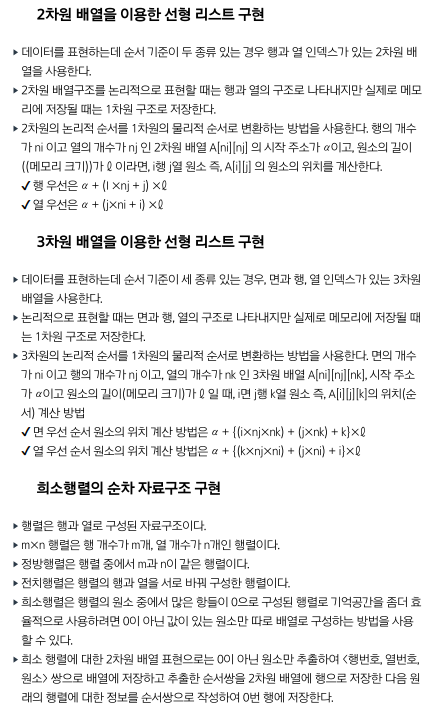 2차원 배열을 이용한 선형 리스트 구현
▶ 데이터를 표현하는데 순서 기준이 두 종류 있는 경우 행과 열 인덱스가 있는 2차원 배
열을 사용한다.
▶ 2차원 배열구조를 논리적으로 표현할 때는 행과 열의 구조로 나타내지만 실제로 메모
리에 저장될 때는 1차원 구조로 저장한다.
▶ 2차원의 논리적 순서를 1차원의 물리적 순서로 변환하는 방법을 사용한다. 행의 개수
가 ni 이고 열의 개수가 nj 인 2차원 배열 A[ni][nj] 의 시작 주소가 α이고, 원소의 길이
((메모리 크기))가 ℓ 이라면, i행 j열 원소 즉, A[i][j] 의 원소의 위치를 계산한다.
✔ 행 우선은 α + (I ×nj + j) ×ℓ
✔ 열 우선은 α + (j×ni + i) ×ℓ
3차원 배열을 이용한 선형 리스트 구현
▶ 데이터를 표현하는데 순서 기준이 세 종류 있는 경우, 면과 행, 열 인덱스가 있는 3차원
배열을 사용한다.
▶ 논리적으로 표현할 때는 면과 행, 열의 구조로 나타내지만 실제로 메모리에 저장될 때
는 1차원 구조로 저장한다.
▶ 3차원의 논리적 순서를 1차원의 물리적 순서로 변환하는 방법을 사용한다. 면의 개수
가 ni 이고 행의 개수가 nj 이고, 열의 개수가 nk 인 3차원 배열 A[ni][nj][nk], 시작 주소
가 α이고 원소의 길이(메모리 크기)가 ℓ 일 때, i면 j행 k열 원소 즉, A[i][j][k]의 위치(순
서) 계산 방법
✔ 면 우선 순서 원소의 위치 계산 방법은 α + {(i×nj×nk) + (j×nk) + k}×ℓ
✔ 열 우선 순서 원소의 위치 계산 방법은 α + {(k×nj×ni) + (j×ni) + i}×ℓ
희소행렬의 순차 자료구조 구현
▶ 행렬은 행과 열로 구성된 자료구조이다.
▶ m×n 행렬은 행 개수가 m개, 열 개수가 n개인 행렬이다.
▶ 정방행렬은 행렬 중에서 m과 n이 같은 행렬이다.
▶ 전치행렬은 행렬의 행과 열을 서로 바꿔 구성한 행렬이다.
▶ 희소행렬은 행렬의 원소 중에서 많은 항들이 0으로 구성된 행렬로 기억공간을 좀더 효
율적으로 사용하려면 0이 아닌 값이 있는 원소만 따로 배열로 구성하는 방법을 사용
할 수 있다.
▶ 희소 행렬에 대한 2차원 배열 표현으로는 0이 아닌 원소만 추출하여 <행번호, 열번호,
원소> 쌍으로 배열에 저장하고 추출한 순서쌍을 2차원 배열에 행으로 저장한 다음 원
래의 행렬에 대한 정보를 순서쌍으로 작성하여 0번 행에 저장한다.